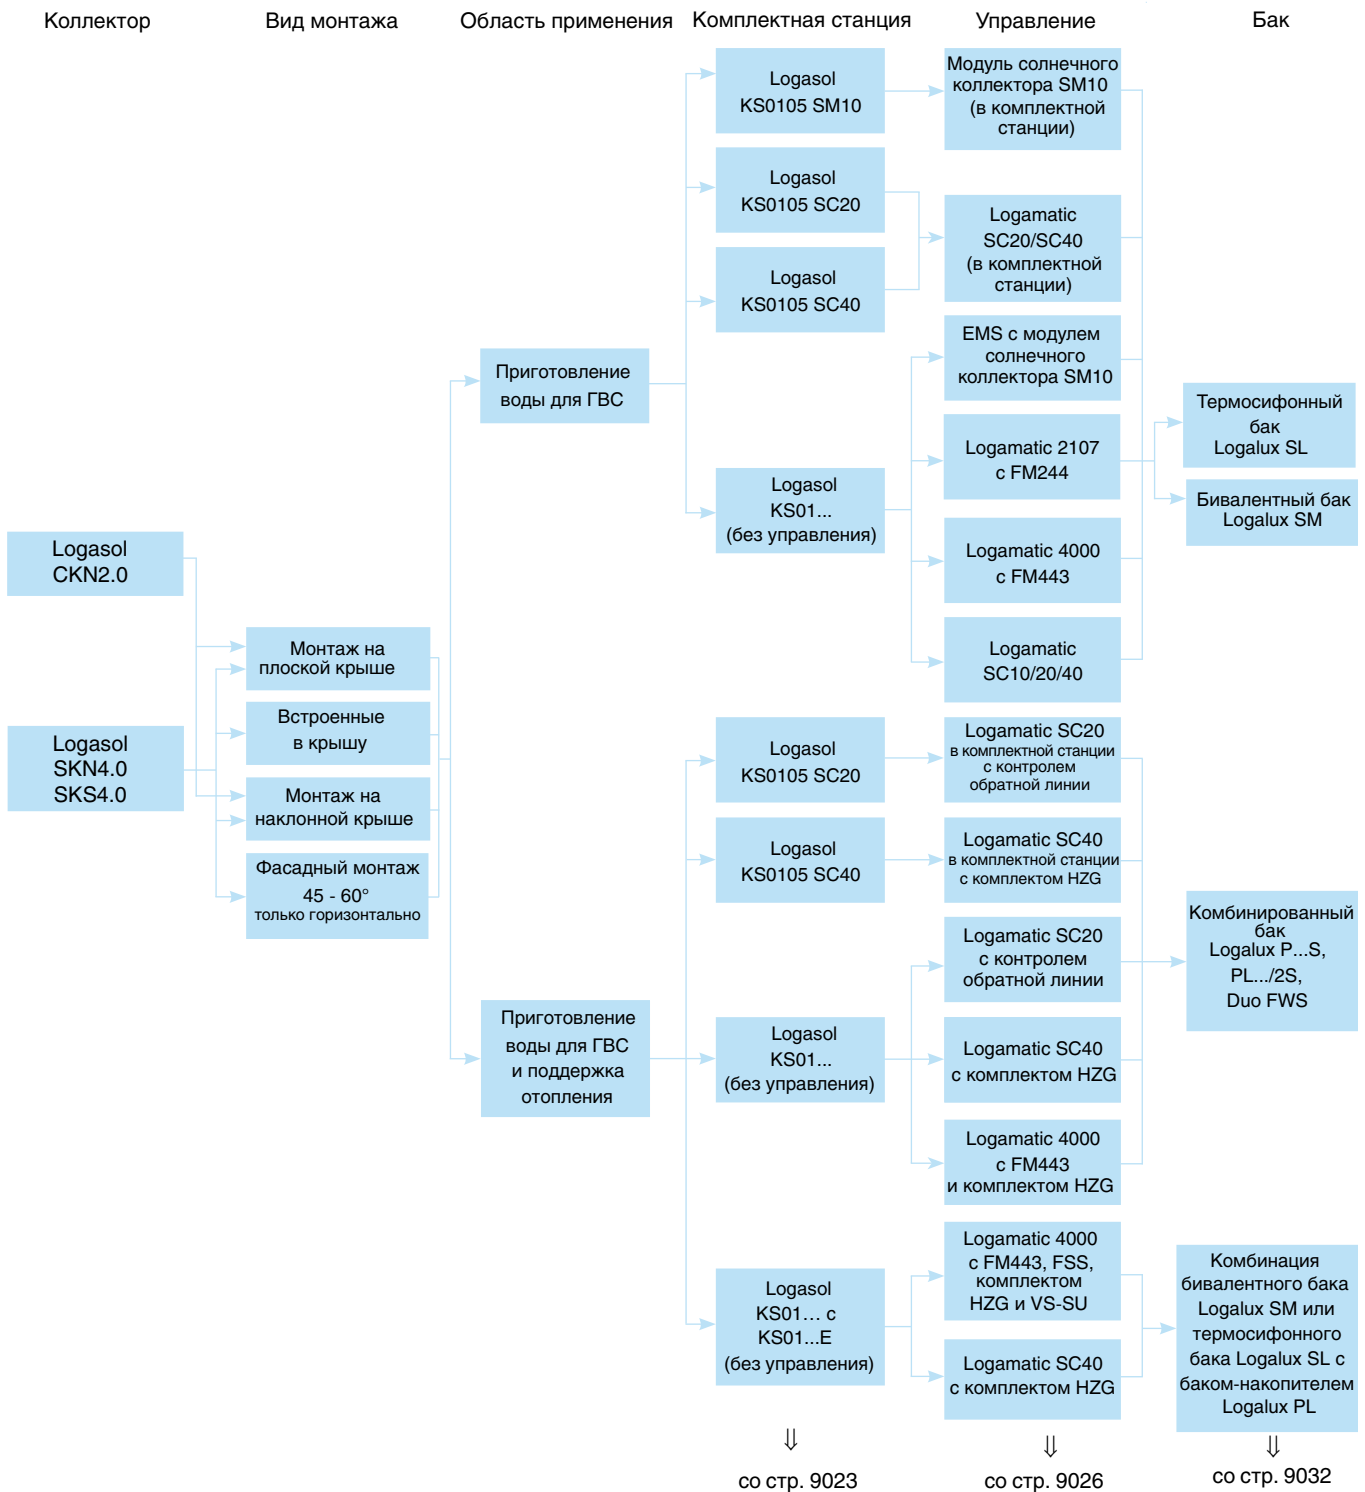 Коллектор
Вид монтажа
Область применения
Комплектная станция
Управление
Бак
Logasol
CKN2.0
Logasol
SKN4.0
SKS4.0
Монтаж на
плоской крыше
Встроенные
в крышу
Монтаж на
наклонной крыше
Фасадный монтаж
45 - 60°
только горизонтально
Приготовление
воды для ГВС
Приготовление
воды для ГВС
и поддержка
отопления
Logasol
KS0105 SM10
Logasol
KS0105 SC20
Logasol
KS0105 SC40
Logasol
KS01...
(без управления)
Logasol
KS0105 SC20
Logasol
KS0105 SC40
Logasol
KS01...
(без управления)
Logasol
KS01... с
KS01...E
(без управления)
⇓
со стр. 9023
Модуль солнечного
коллектора SM10
(в комплектной
станции)
Logamatic
SC20/SC40
(в комплектной
станции)
EMS с модулем
солнечного
коллектора SM10
Logamatic 2107
с FM244
Logamatic 4000
с FM443
Logamatic
SC10/20/40
Logamatic SC20
в комплектной станции
с контролем
обратной линии
Logamatic SC40
в комплектной станции
с комплектом HZG
Logamatic SC20
с контролем
обратной линии
Logamatic SC40
с комплектом HZG
Logamatic 4000
с FM443
и комплектом HZG
Logamatic 4000
с FM443, FSS,
комплектом
HZG и VS-SU
Logamatic SC40
с комплектом HZG
⇓
со стр. 9026
Термосифонный
бак
Logalux SL
Бивалентный бак
Logalux SM
Комбинированный
бак
Logalux P...S,
PL.../2S,
Duo FWS
Комбинация
бивалентного бака
Logalux SM или
термосифонного
бака Logalux SL с
баком-накопителем
Logalux PL
⇓
со стр. 9032